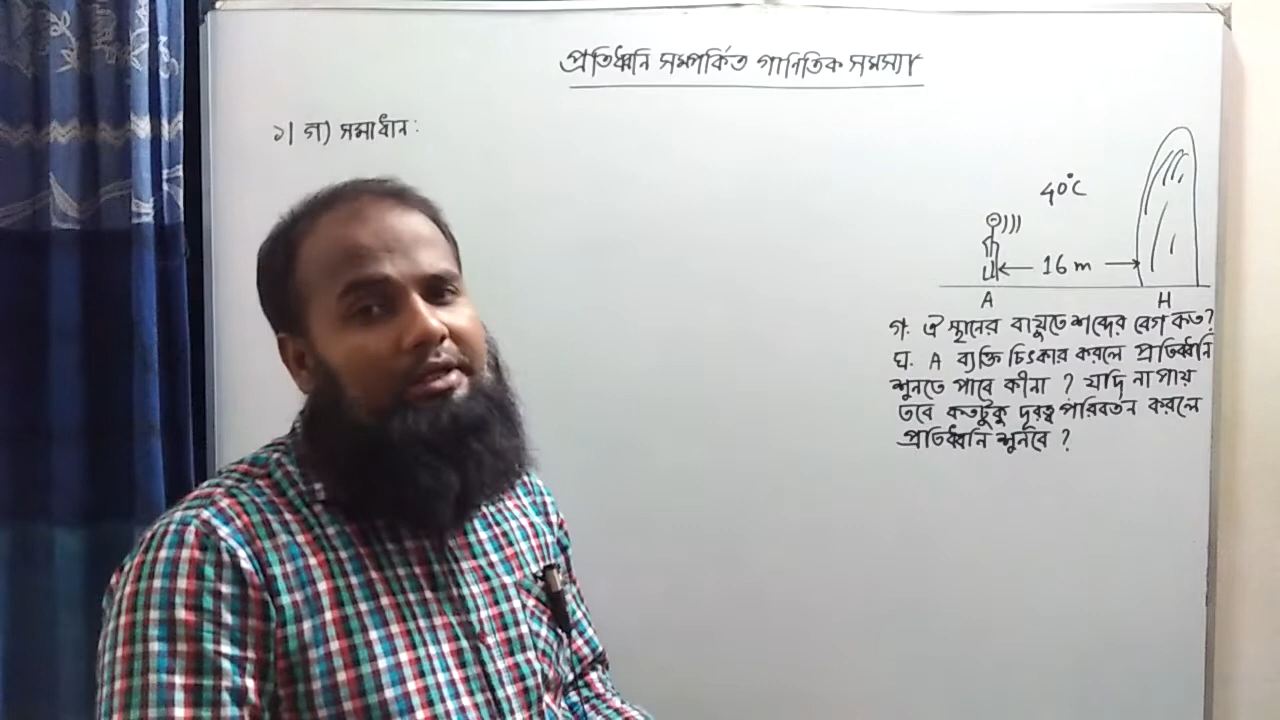 প্রতিধ্বনি সম্পর্কিত গাণিতিক সমস্যা
১। গ) সমাধান:
40°C
16 m
A
H
গ. ঐ স্থানের বায়ুতে শব্দের বেগ কত?
ঘ. A ব্যক্তি চিৎকার করলে প্রতিধ্বনি
শুনতে পাবে কীনা ? যদি না পায়
তবে কতটুকু দূরত্ব পরিবর্তন করলে
প্রতিধ্বনি শুনবে ?